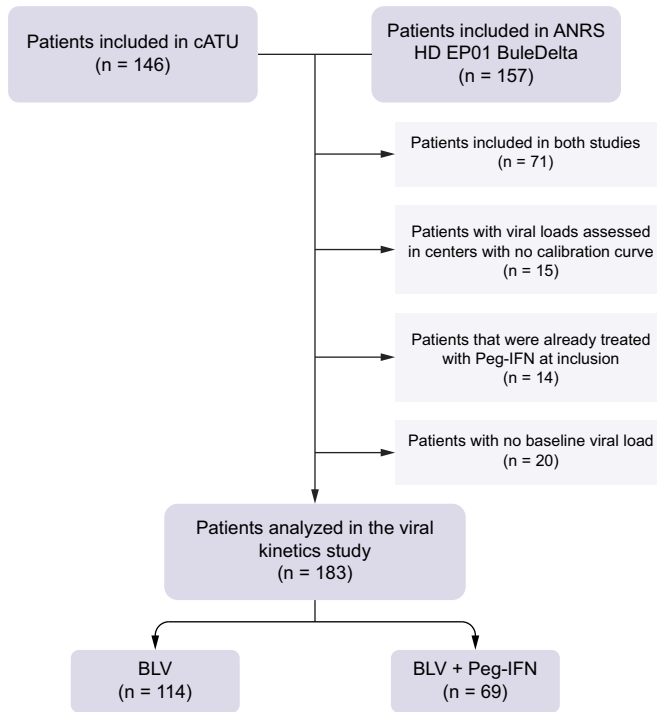 Patients included in cATU
(n = 146)
Patients included in ANRS
HD EP01 BuleDelta
(n = 157)
Patients included in both studies
(n = 71)
Patients with viral loads assessed
in centers with no calibration curve
(n = 15)
Patients that were already treated
with Peg-IFN at inclusion
(n = 14)
Patients with no baseline viral load
(n = 20)
Patients analyzed in the viral
kinetics study
(n = 183)
BLV
(n = 114)
BLV + Peg-IFN
(n = 69)